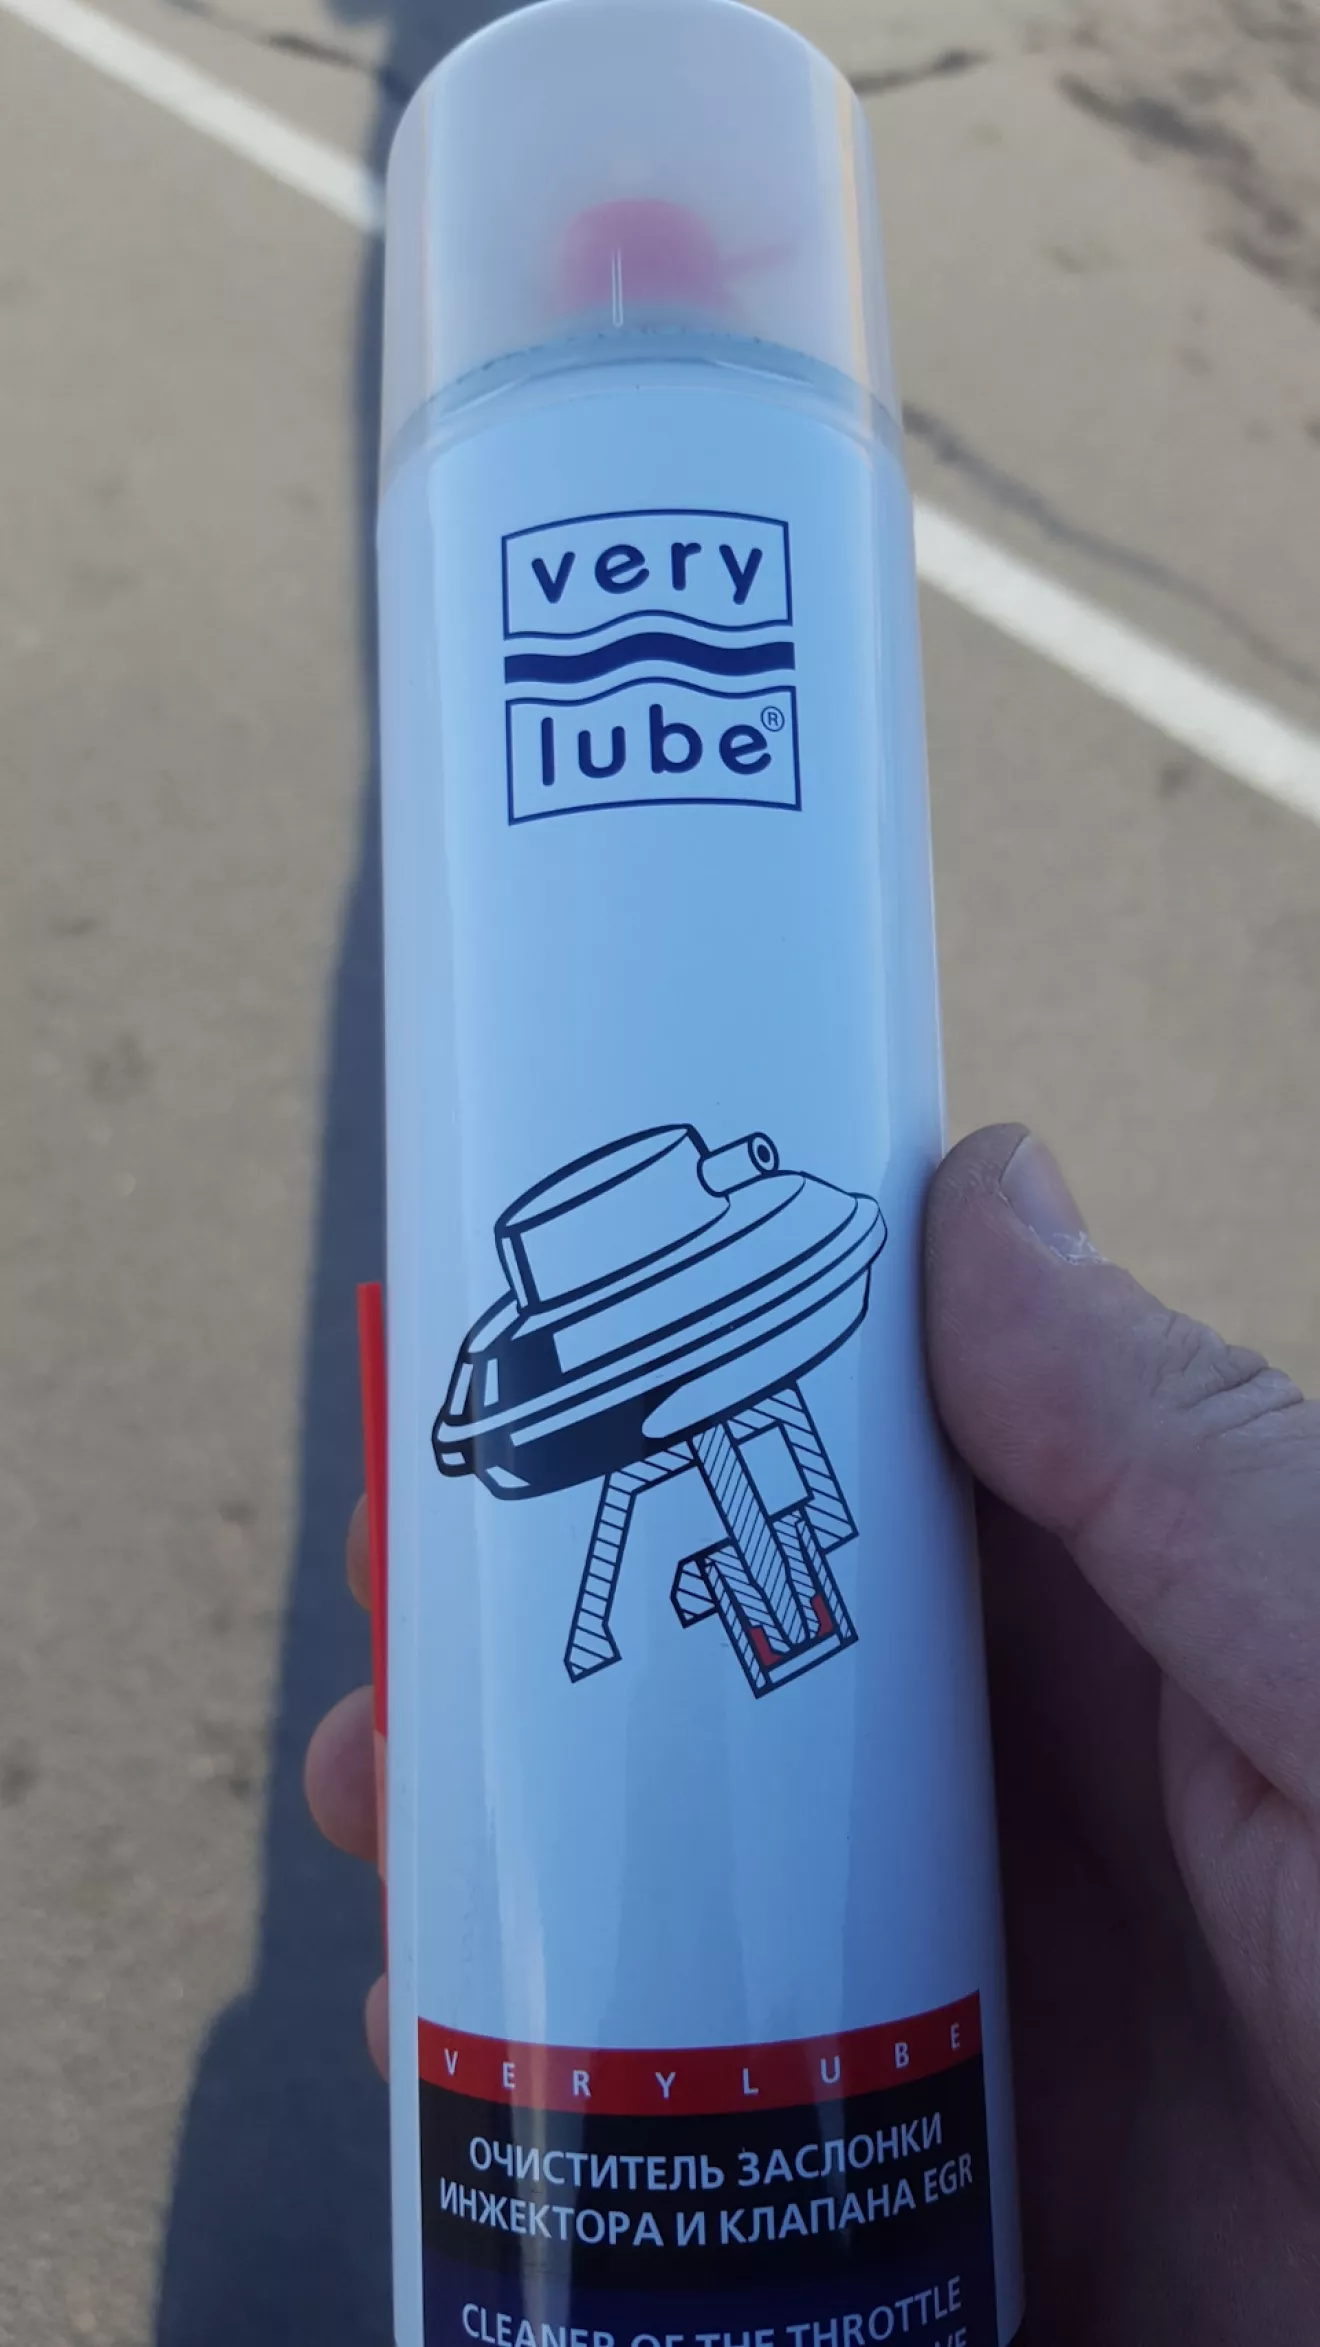 very
lube®
VERYLUBE
ОЧИСТИТЕЛЬ ЗАСЛОНКИ
ИНЖЕКТОРА И КЛАПАНА EGR
CLEANER OF THE THROTTLE